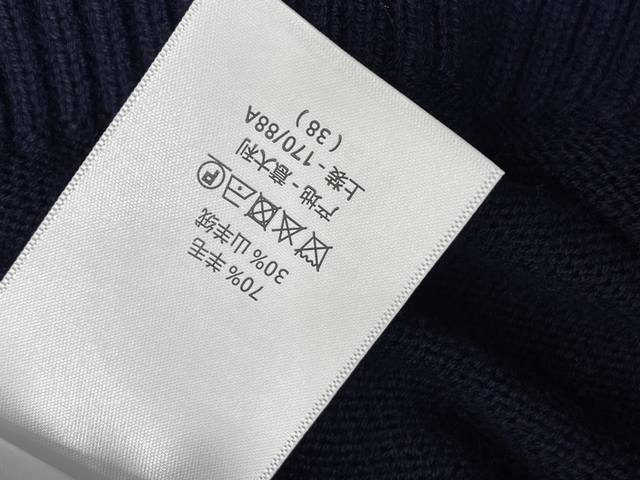 70% 羊毛
30% 山羊绒
P
产地 - 意大利
上装 - 170/88A
( 38 )